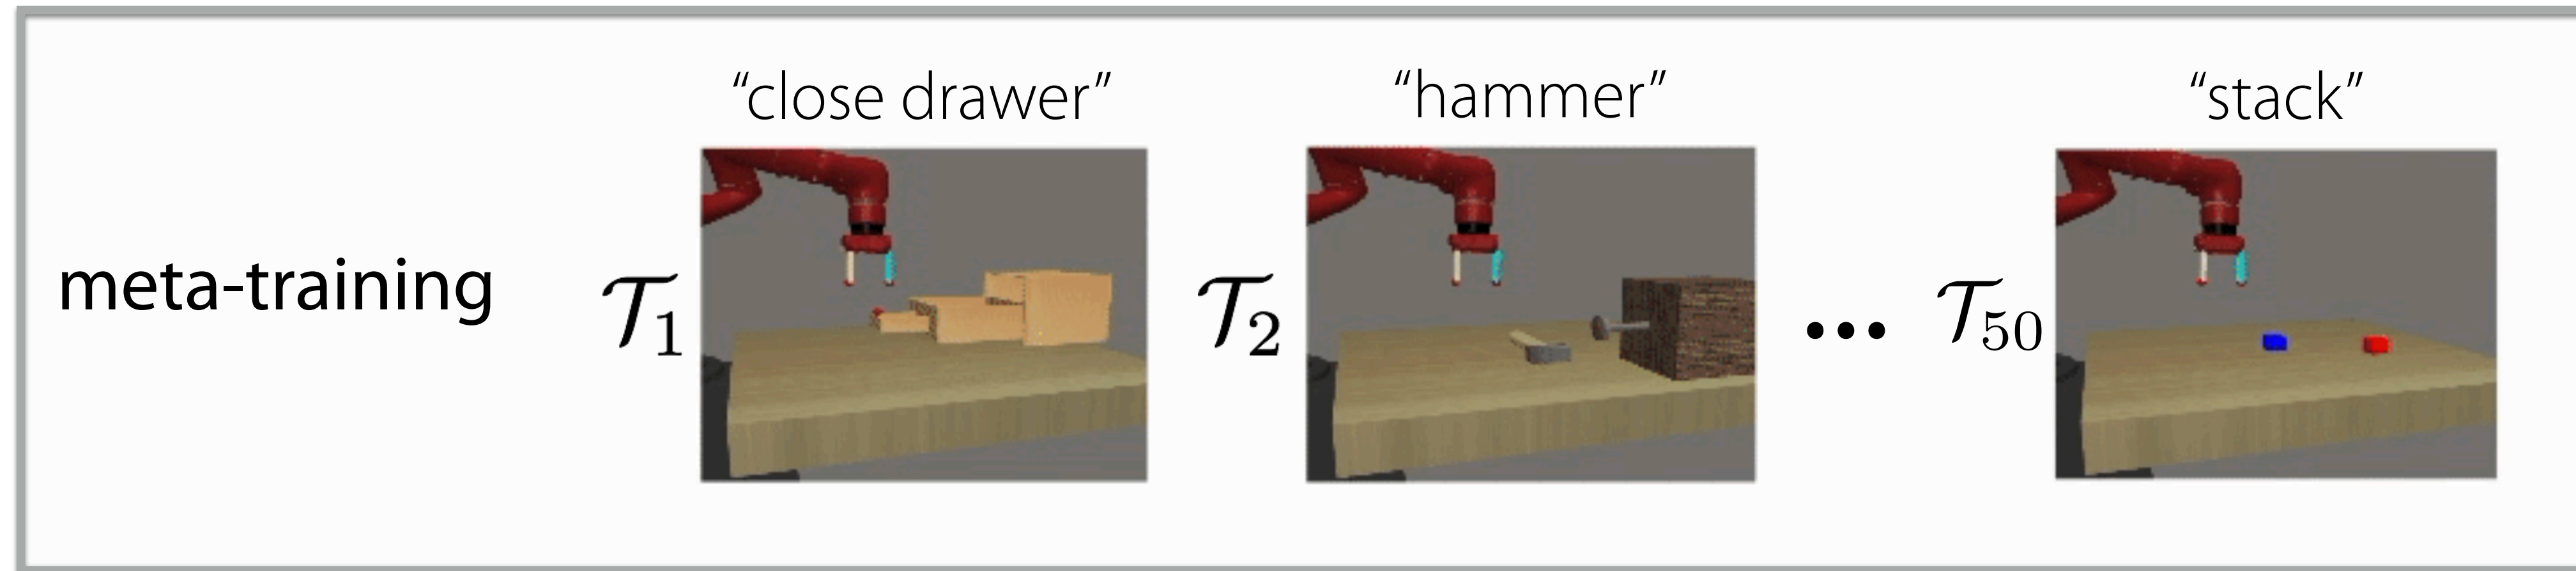 “close drawer” “hammer” “stack”
meta-training 𝒯₁ 𝒯₂ ... 𝒯₅₀